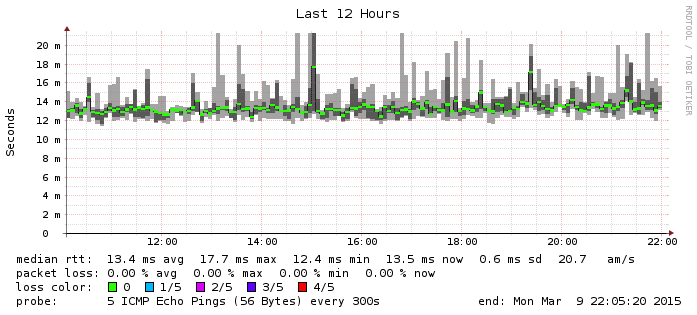 Last 12 Hours
RRDTOOL / TOBI OETIKER
Seconds
20 m
18 m
16 m
14 m
12 m
10 m
8 m
6 m
4 m
2 m
0
12:00 14:00 16:00 18:00 20:00 22:00
median rtt: 13.4 ms avg 17.7 ms max 12.4 ms min 13.5 ms now 0.6 ms sd 20.7 am/s
packet loss: 0.00 % avg 0.00 % max 0.00 % min 0.00 % now
loss color: 0 1/5 2/5 3/5 4/5
probe: 5 ICMP Echo Pings (56 Bytes) every 300s end: Mon Mar 9 22:05:20 2015